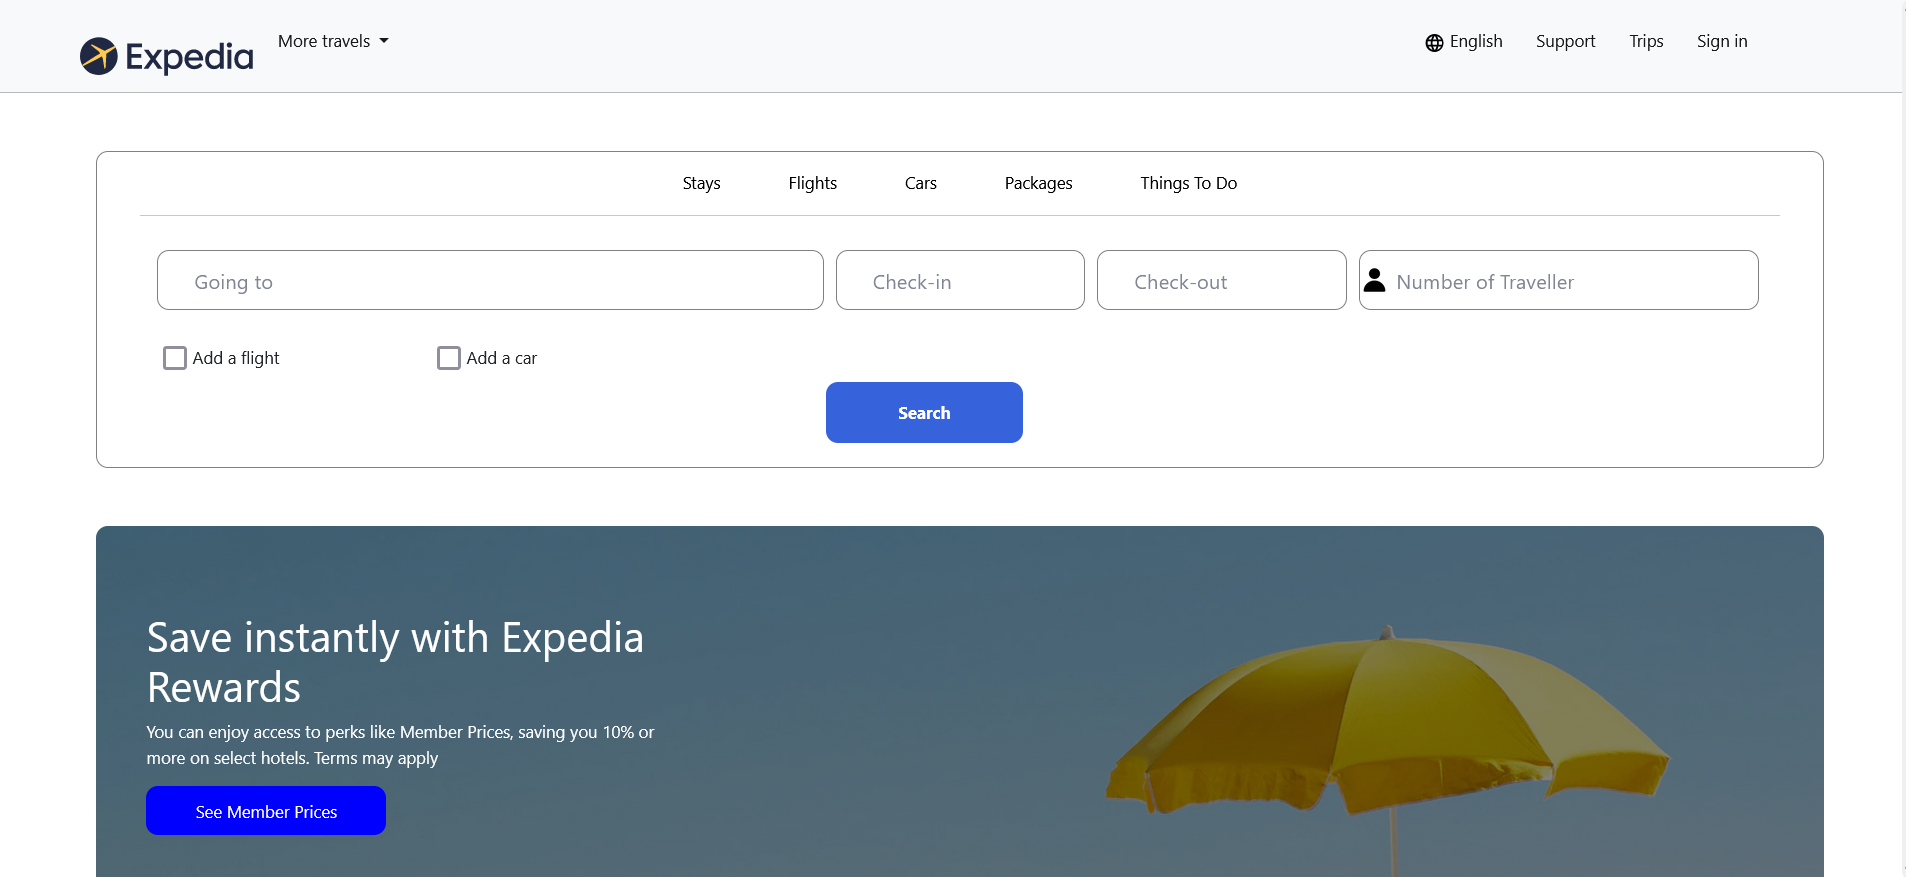 Expedia
More travels
English
Support
Trips
Sign in
Stays
Flights
Cars
Packages
Things To Do
Going to
Check-in
Check-out
Number of Traveller
Add a flight
Add a car
Search
Save instantly with Expedia
Rewards
You can enjoy access to perks like Member Prices, saving you 10% or
more on select hotels. Terms may apply
See Member Prices